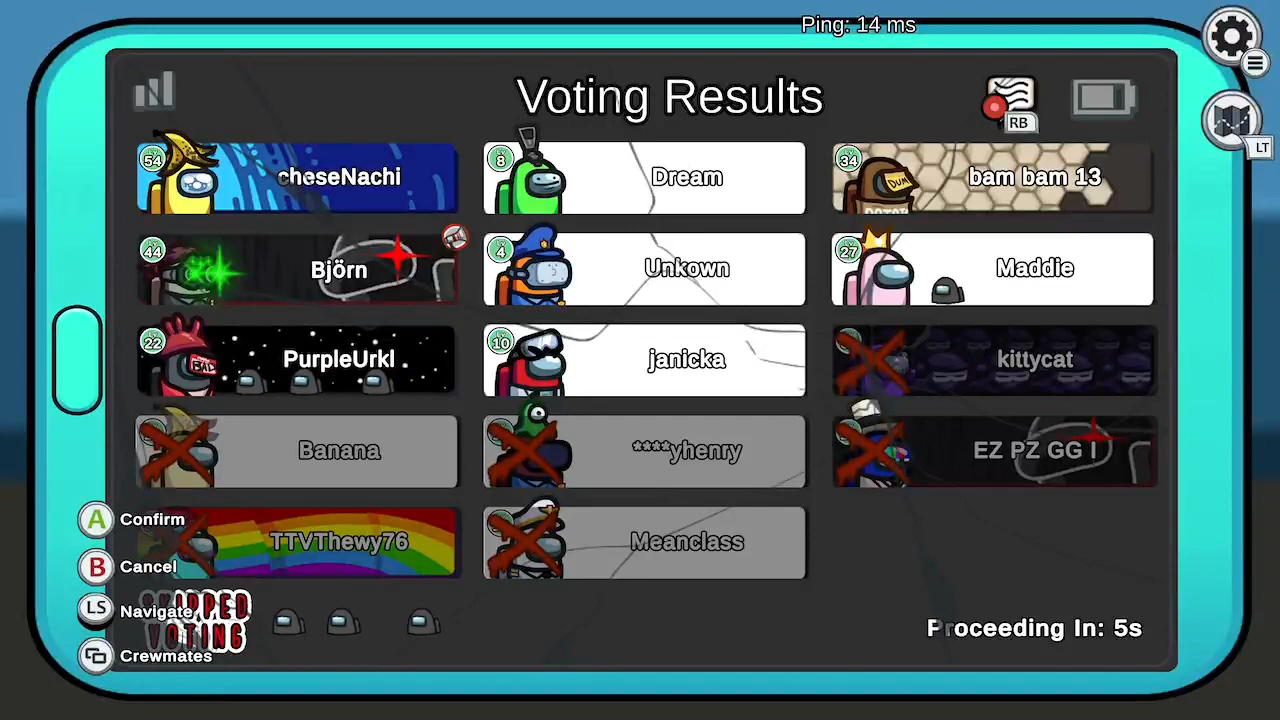 Ping: 14 ms
Voting Results
RB
LT
54
cheseNachi
8
Dream
34
DUM
bam bam 13
44
Björn
4
Unkown
27
Maddie
22
BAD
PurpleUrkl
10
janicka
kittycat
Banana
****yhenry
EZ PZ GG I
TTVThewy76
Meanclass
A Confirm
B Cancel
LS Navigate
Crewmates
SKIPPED
VOTING
Proceeding In: 5s